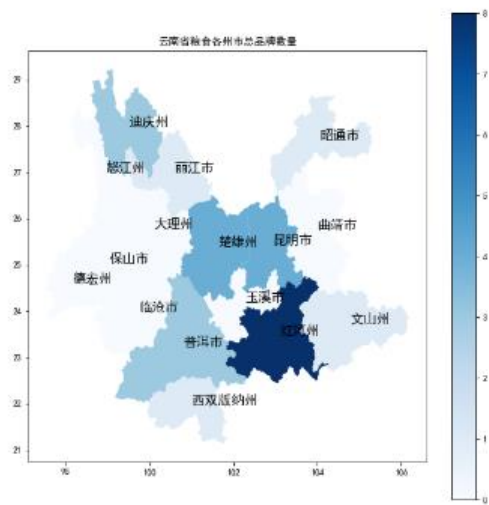 云南省粮食各州市总品牌数量
8
7
6
5
4
3
2
1
0
29
28
27
26
25
24
23
22
21
98
100
102
104
106
迪庆州
昭通市
怒江州
丽江市
大理州
楚雄州
昆明市
曲靖市
保山市
德宏州
临沧市
玉溪市
红河州
文山州
普洱市
西双版纳州